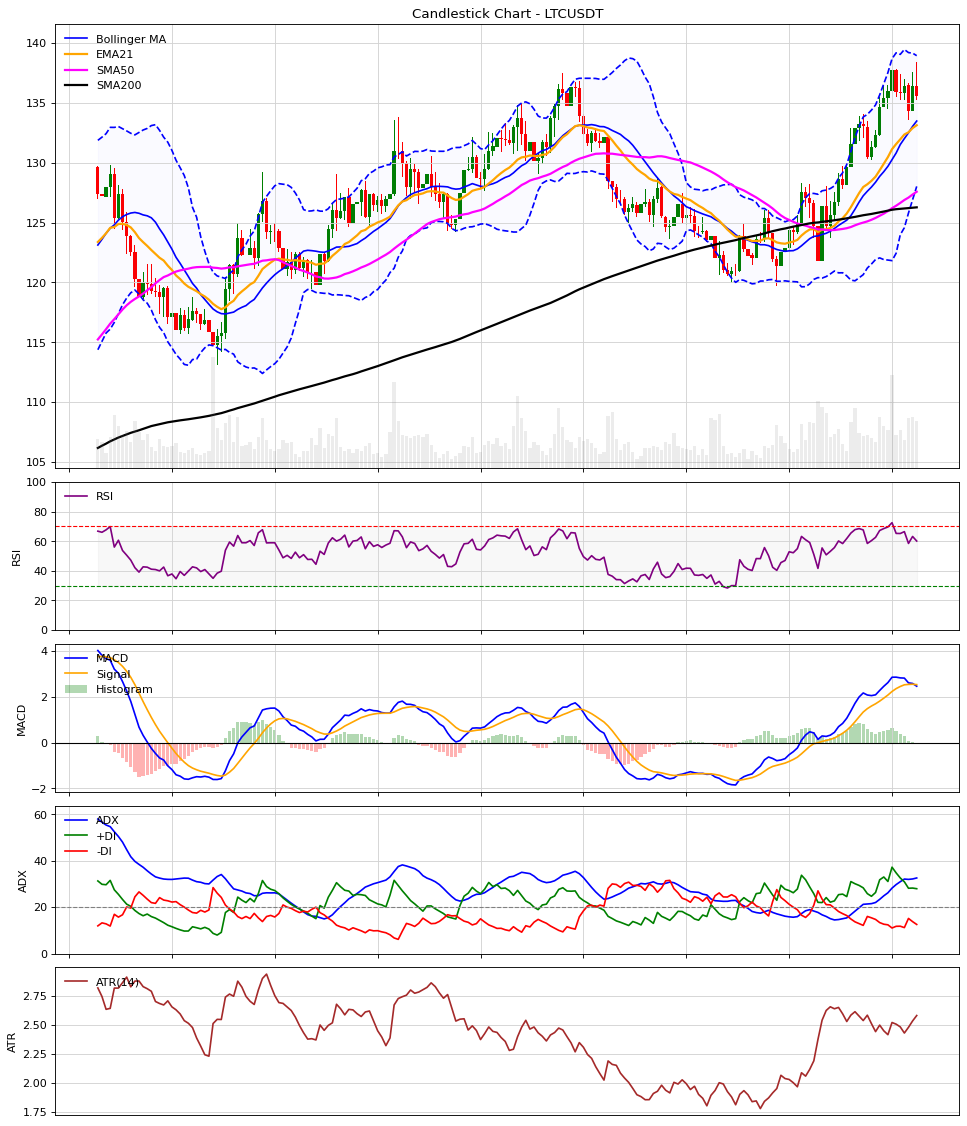 Candlestick Chart - LTCUSDT
Bollinger MA
EMA21
SMA50
SMA200
140
135
130
125
120
115
110
105
RSI
100
80
60
40
20
0
RSI
MACD
Signal
Histogram
4
2
0
−2
MACD
ADX
+DI
-DI
60
40
20
0
ADX
ATR(14)
2.75
2.50
2.25
2.00
1.75
ATR